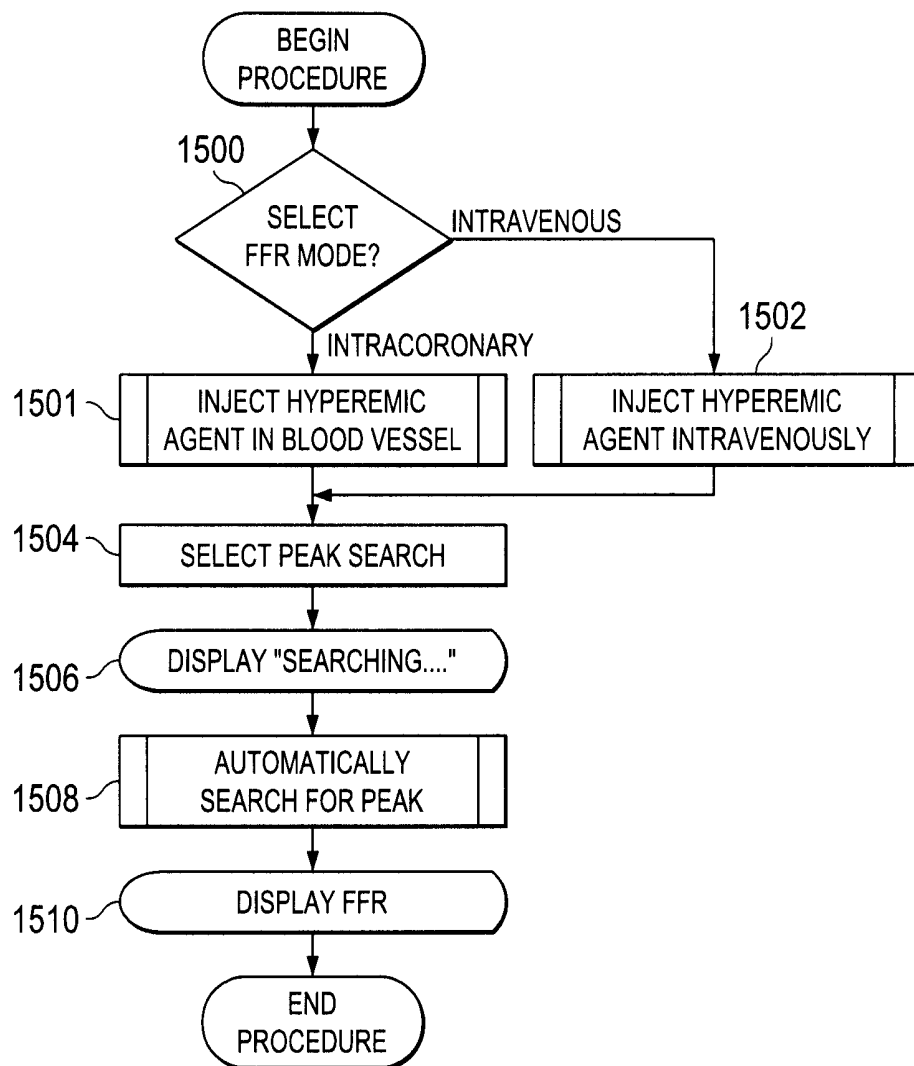 BEGIN
PROCEDURE
1500
SELECT
FFR MODE?
INTRAVENOUS
INTRACORONARY
1502
1501
INJECT HYPEREMIC
AGENT IN BLOOD VESSEL
INJECT HYPEREMIC
AGENT INTRAVENOUSLY
1504
SELECT PEAK SEARCH
1506
DISPLAY "SEARCHING...."
1508
AUTOMATICALLY
SEARCH FOR PEAK
1510
DISPLAY FFR
END
PROCEDURE